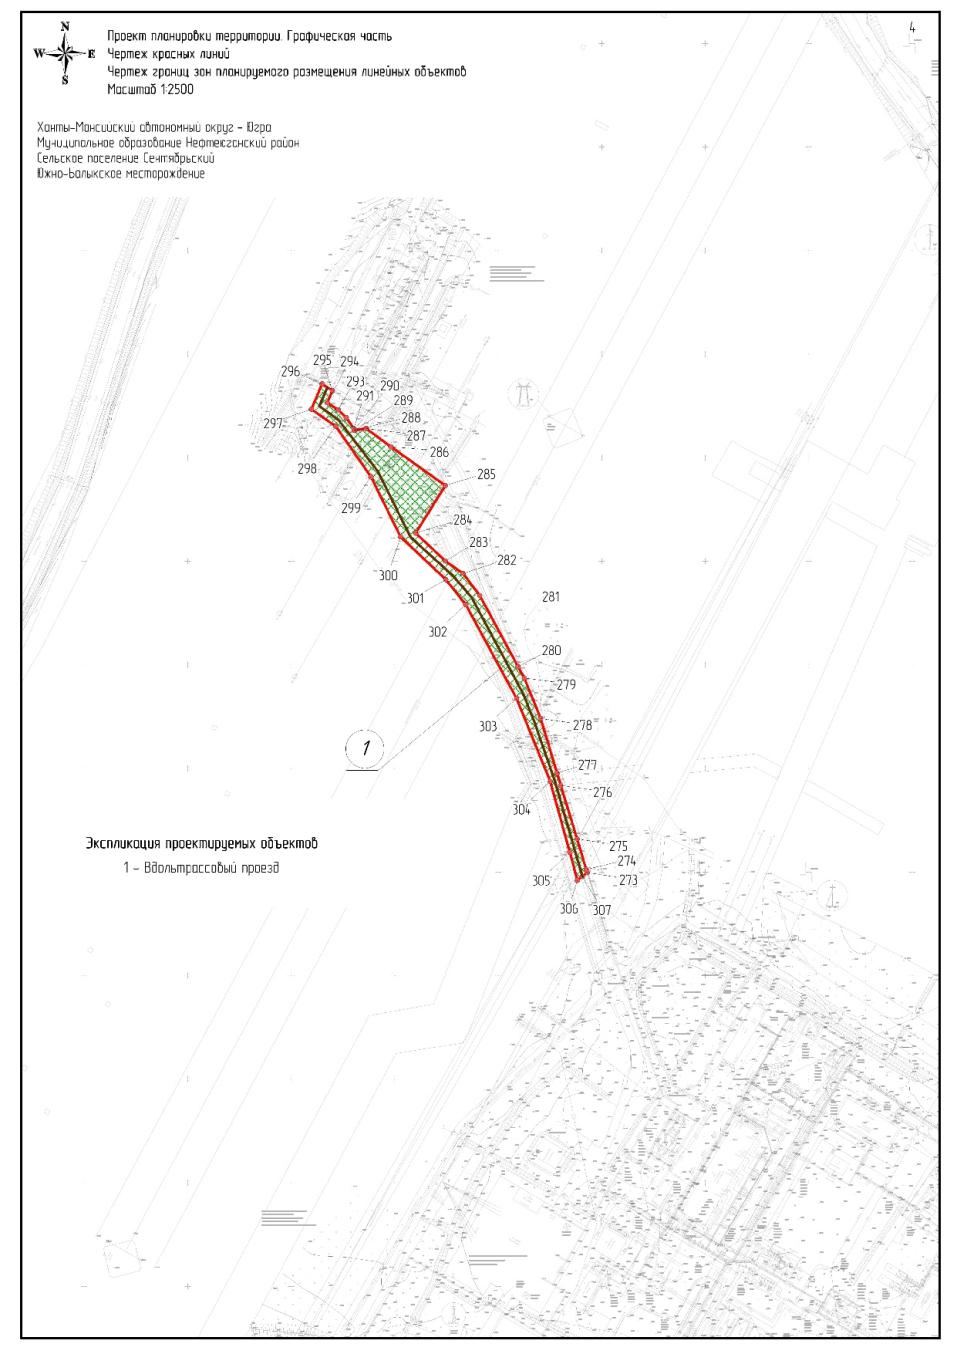 4
N
W E
S
Проект планировки территории. Графическая часть
Чертеж красных линий
Чертеж границ зон планируемого размещения линейных объектов
Масштаб 1:2500
Ханты-Мансийский автономный округ - Югра
Муниципальное образование Нефтеюганский район
Сельское поселение Сентябрьский
Южно-Балыкское месторождение
295 294
296
293
290
291
289
297
288
287
286
298
285
299
284
283
282
300
301
281
302
280
279
303
278
1
277
276
304
275
274
305
273
306 307
Экспликация проектируемых объектов
1 - Вдольтрассовый проезд